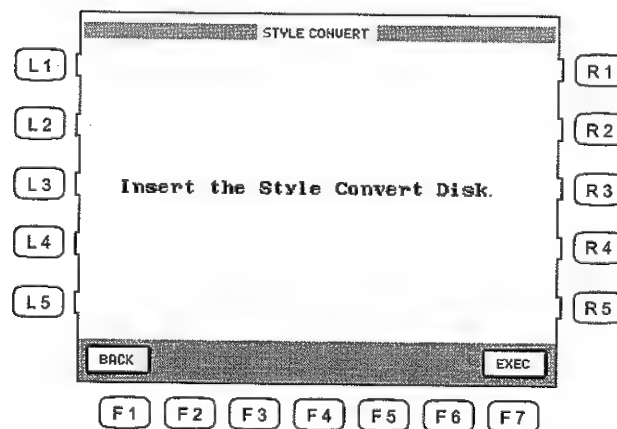 STYLE CONVERT
L1 R1
L2 R2
L3 Insert the Style Convert Disk. R3
L4 R4
L5 R5
BACK EXEC
F1 F2 F3 F4 F5 F6 F7